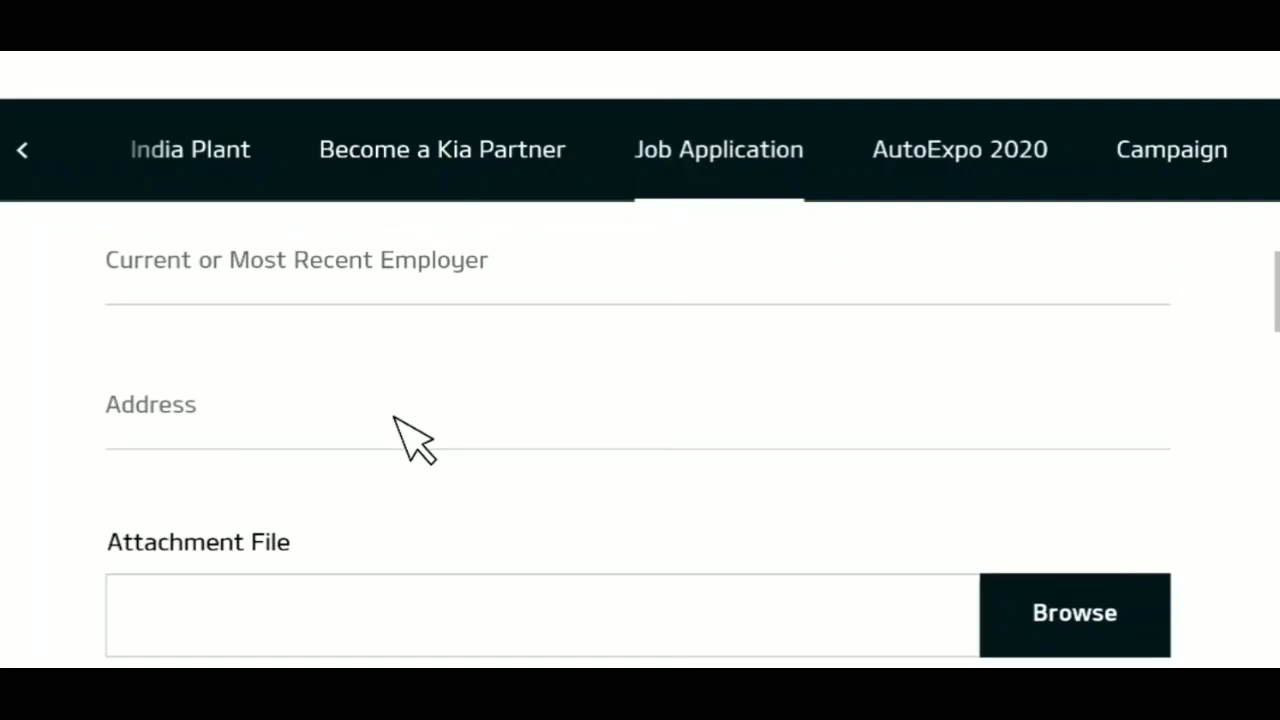 India Plant Become a Kia Partner Job Application AutoExpo 2020 Campaign
Current or Most Recent Employer
Address
Attachment File
Browse